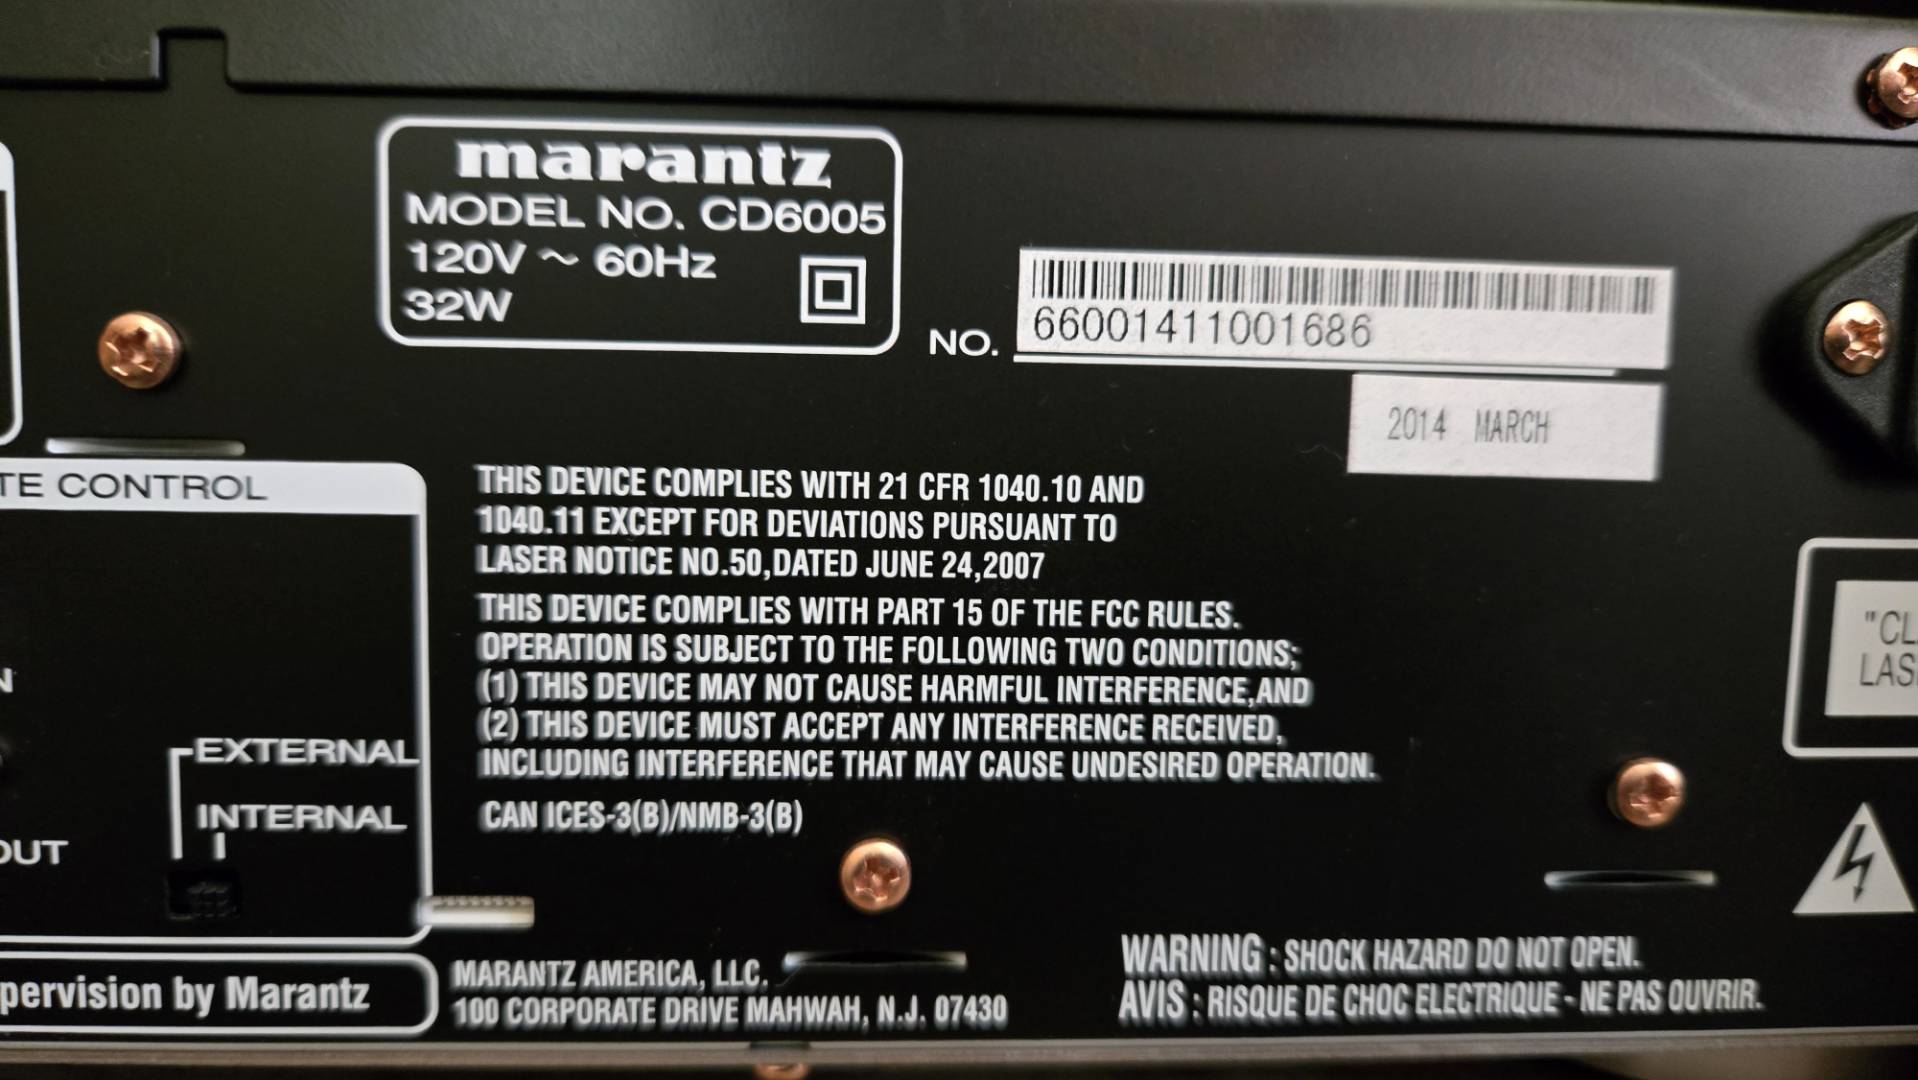 marantz
MODEL NO. CD6005
120V ~ 60Hz
32W
NO.
66001411001686
2014 MARCH
TE CONTROL
THIS DEVICE COMPLIES WITH 21 CFR 1040.10 AND
1040.11 EXCEPT FOR DEVIATIONS PURSUANT TO
LASER NOTICE NO.50,DATED JUNE 24,2007
THIS DEVICE COMPLIES WITH PART 15 OF THE FCC RULES.
OPERATION IS SUBJECT TO THE FOLLOWING TWO CONDITIONS;
(1) THIS DEVICE MAY NOT CAUSE HARMFUL INTERFERENCE,AND
(2) THIS DEVICE MUST ACCEPT ANY INTERFERENCE RECEIVED,
INCLUDING INTERFERENCE THAT MAY CAUSE UNDESIRED OPERATION.
CAN ICES-3(B)/NMB-3(B)
"CL
LAS
N
EXTERNAL
INTERNAL
OUT
pervision by Marantz
MARANTZ AMERICA, LLC.
100 CORPORATE DRIVE MAHWAH, N.J. 07430
WARNING : SHOCK HAZARD DO NOT OPEN.
AVIS : RISQUE DE CHOC ELECTRIQUE - NE PAS OUVRIR.